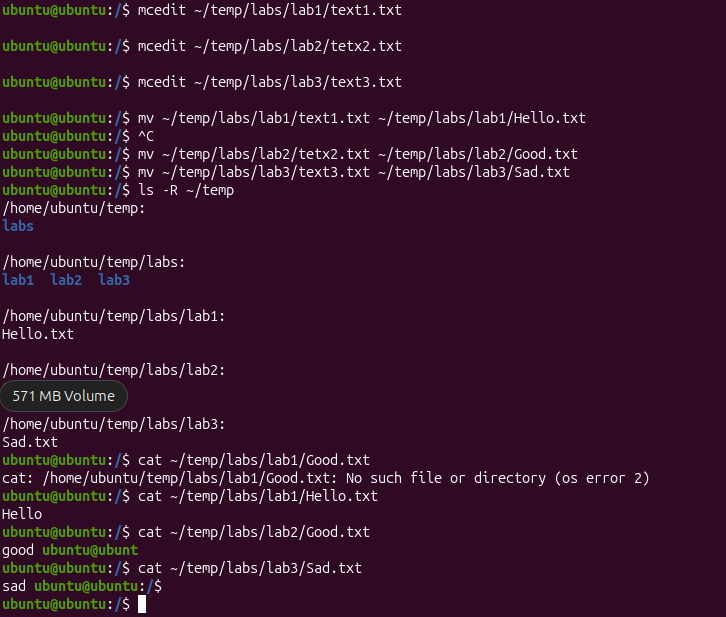 ubuntu@ubuntu:/$ mcedit ~/temp/labs/lab1/text1.txt
ubuntu@ubuntu:/$ mcedit ~/temp/labs/lab2/tetx2.txt
ubuntu@ubuntu:/$ mcedit ~/temp/labs/lab3/text3.txt
ubuntu@ubuntu:/$ mv ~/temp/labs/lab1/text1.txt ~/temp/labs/lab1/Hello.txt
ubuntu@ubuntu:/$ ^C
ubuntu@ubuntu:/$ mv ~/temp/labs/lab2/tetx2.txt ~/temp/labs/lab2/Good.txt
ubuntu@ubuntu:/$ mv ~/temp/labs/lab3/text3.txt ~/temp/labs/lab3/Sad.txt
ubuntu@ubuntu:/$ ls -R ~/temp
/home/ubuntu/temp:
labs
/home/ubuntu/temp/labs:
lab1 lab2 lab3
/home/ubuntu/temp/labs/lab1:
Hello.txt
/home/ubuntu/temp/labs/lab2:
571 MB Volume
/home/ubuntu/temp/labs/lab3:
Sad.txt
ubuntu@ubuntu:/$ cat ~/temp/labs/lab1/Good.txt
cat: /home/ubuntu/temp/labs/lab1/Good.txt: No such file or directory (os error 2)
ubuntu@ubuntu:/$ cat ~/temp/labs/lab1/Hello.txt
Hello
ubuntu@ubuntu:/$ cat ~/temp/labs/lab2/Good.txt
good ubuntu@ubunt
ubuntu@ubuntu:/$ cat ~/temp/labs/lab3/Sad.txt
sad ubuntu@ubuntu:/$
ubuntu@ubuntu:/$